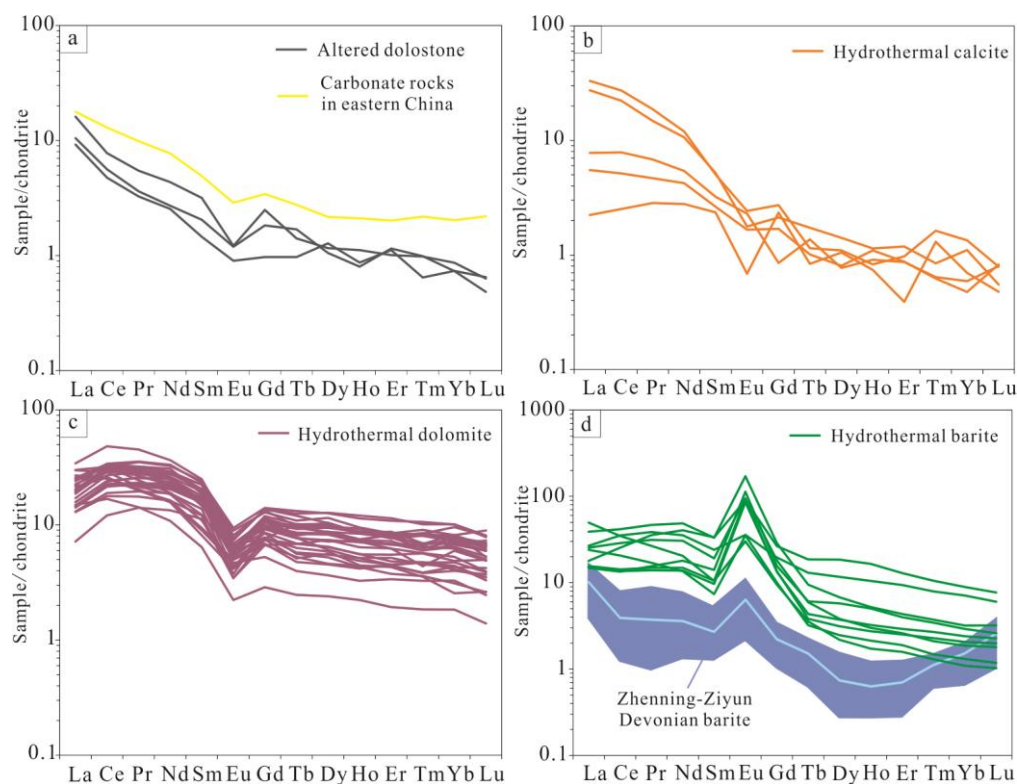 a
Altered dolostone
Carbonate rocks
in eastern China
Sample/chondrite
100
10
1
0.1
La Ce Pr Nd Sm Eu Gd Tb Dy Ho Er Tm Yb Lu
b
Hydrothermal calcite
Sample/ chondrite
100
10
1
0.1
La Ce Pr Nd Sm Eu Gd Tb Dy Ho Er Tm Yb Lu
c
Hydrothermal dolomite
Sample/ chondrite
100
10
1
0.1
La Ce Pr Nd Sm Eu Gd Tb Dy Ho Er Tm Yb Lu
d
Hydrothermal barite
Zhenning-Ziyun
Devonian barite
Sample/ chondrite
1000
100
10
1
0.1
La Ce Pr Nd Sm Eu Gd Tb Dy Ho Er Tm Yb Lu